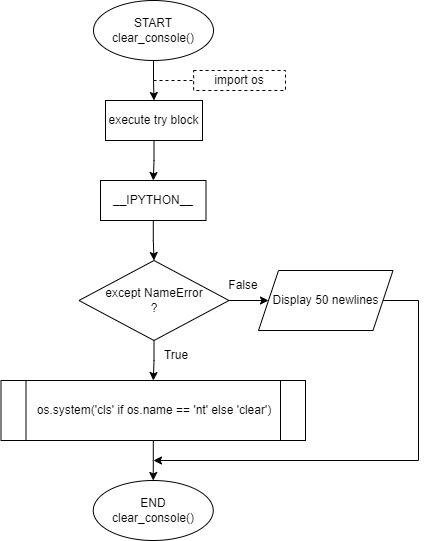 START
clear_console()
import os
execute try block
__IPYTHON__
except NameError
?
False
Display 50 newlines
True
os.system('cls' if os.name == 'nt' else 'clear')
END
clear_console()